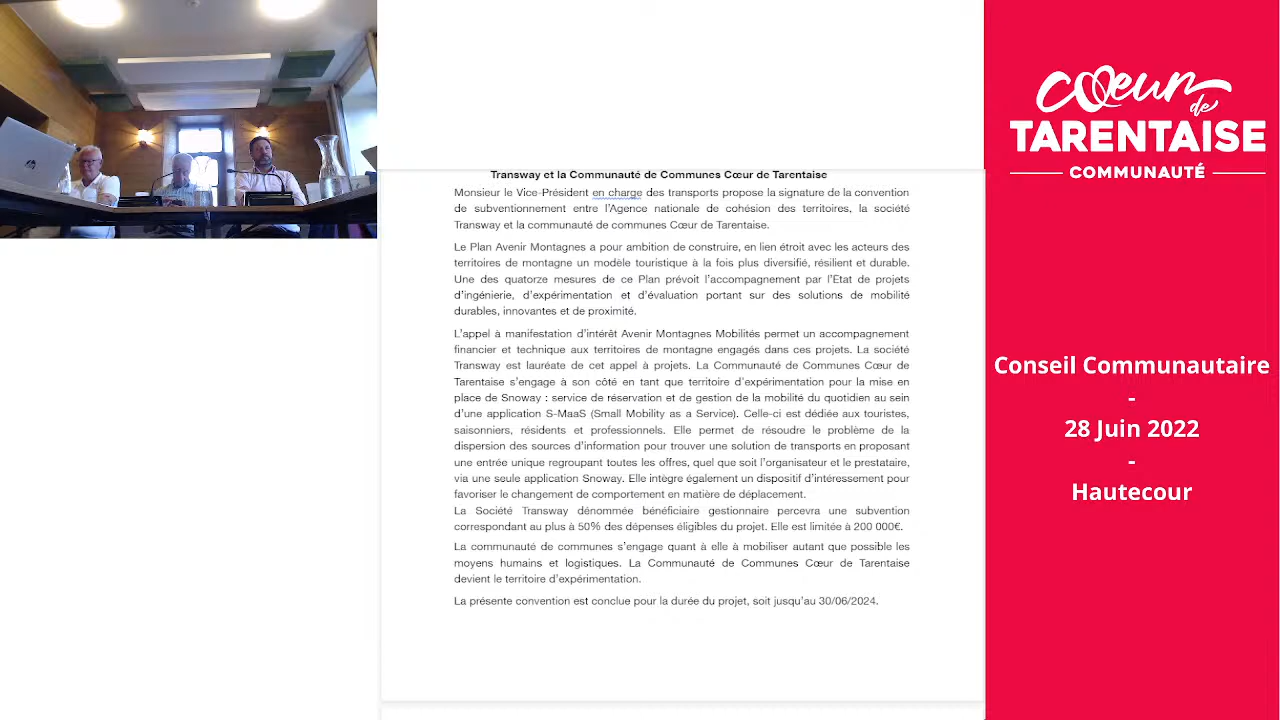 Transway et la Communauté de Communes Cœur de Tarentaise
Monsieur le Vice-Président en charge des transports propose la signature de la convention
de subventionnement entre l'Agence nationale de cohésion des territoires, la société
Transway et la communauté de communes Cœur de Tarentaise.
Le Plan Avenir Montagnes a pour ambition de construire, en lien étroit avec les acteurs des
territoires de montagne un modèle touristique à la fois plus diversifié, résilient et durable.
Une des quatorze mesures de ce Plan prévoit l'accompagnement par l'Etat de projets
d'ingénierie, d'expérimentation et d'évaluation portant sur des solutions de mobilité
durables, innovantes et de proximité.
L'appel à manifestation d'intérêt Avenir Montagnes Mobilités permet un accompagnement
financier et technique aux territoires de montagne engagés dans ces projets. La société
Transway est lauréate de cet appel à projets. La Communauté de Communes Cœur de
Tarentaise s'engage à son côté en tant que territoire d'expérimentation pour la mise en
place de Snoway : service de réservation et de gestion de la mobilité du quotidien au sein
d'une application S-MaaS (Small Mobility as a Service). Celle-ci est dédiée aux touristes,
saisonniers, résidents et professionnels. Elle permet de résoudre le problème de la
dispersion des sources d'information pour trouver une solution de transports en proposant
une entrée unique regroupant toutes les offres, quel que soit l'organisateur et le prestataire,
via une seule application Snoway. Elle intègre également un dispositif d'intéressement pour
favoriser le changement de comportement en matière de déplacement.
La Société Transway dénommée bénéficiaire gestionnaire percevra une subvention
correspondant au plus à 50% des dépenses éligibles du projet. Elle est limitée à 200 000€.
La communauté de communes s'engage quant à elle à mobiliser autant que possible les
moyens humains et logistiques. La Communauté de Communes Cœur de Tarentaise
devient le territoire d'expérimentation.
La présente convention est conclue pour la durée du projet, soit jusqu'au 30/06/2024.
Cœur
de
TARENTAISE
COMMUNAUTÉ
Conseil Communautaire
-
28 Juin 2022
-
Hautecour